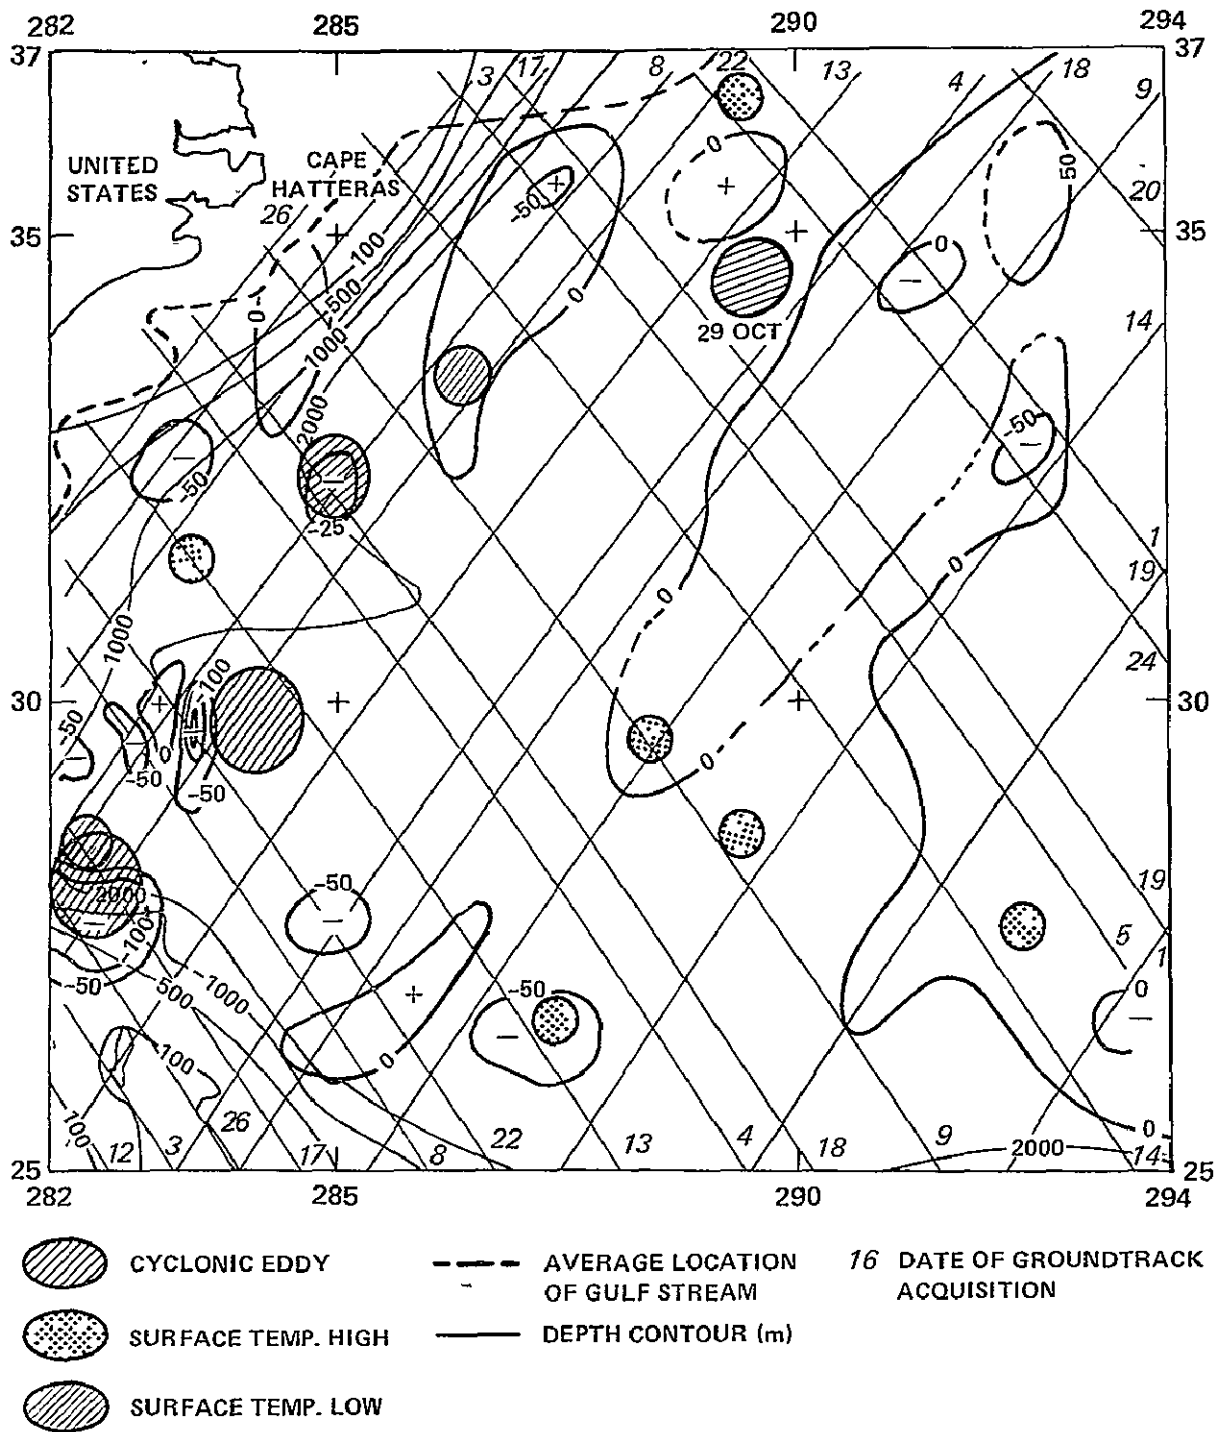 282 285 290 294
37 3 17 8 22 13 4 18 9 37
UNITED
STATES
CAPE
HATTERAS
0
50
-50
20
26
35 35
100
0
500
0
0
1000
29 OCT
14
2000
-50
-50
-25
1
0
19
0
1000
24
100
30 30
-50
0
-50
-50
0
2000
-50
19
-100
5
1
-50
-1000
500
-50
0
100
0
100
12 3 26 17 8 22 13 4 18 9 2000 0 14
25 25
282 285 290 294
CYCLONIC EDDY
AVERAGE LOCATION
OF GULF STREAM
16 DATE OF GROUNDTRACK
ACQUISITION
SURFACE TEMP. HIGH
DEPTH CONTOUR (m)
SURFACE TEMP. LOW